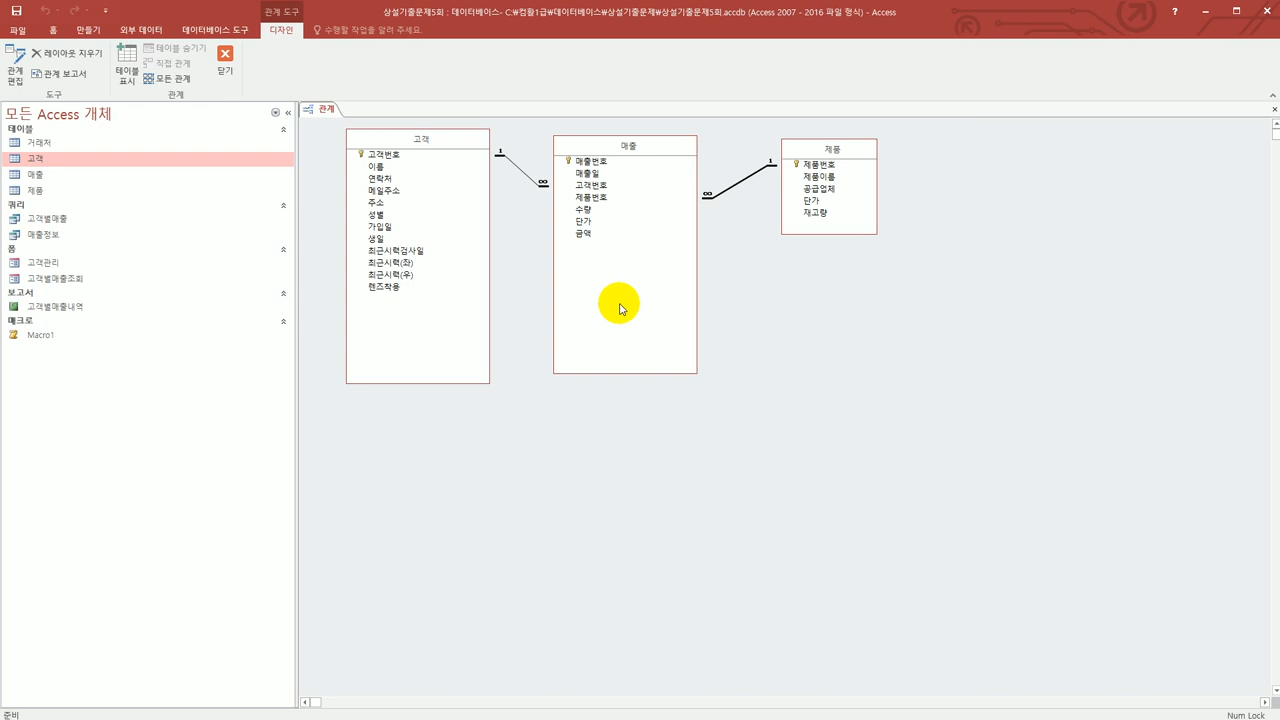 관계 도구
상설기출문제5회 : 데이터베이스- C:₩컴활1급₩데이터베이스₩상설기출문제₩상설기출문제5회.accdb (Access 2007 - 2016 파일 형식) - Access
파일 홈 만들기 외부 데이터 데이터베이스 도구 디자인 수행할 작업을 알려 주세요.
관계 편집
레이아웃 지우기
관계 보고서
도구
테이블 표시
테이블 숨기기
직접 관계
모든 관계
닫기
관계
모든 Access 개체
테이블
거래처
고객
매출
제품
쿼리
고객별매출
매출정보
폼
고객관리
고객별매출조회
보고서
고객별매출내역
매크로
Macro1
관계
고객
고객번호
이름
연락처
메일주소
주소
성별
가입일
생일
최근시력검사일
최근시력(좌)
최근시력(우)
렌즈착용
1
∞
매출
매출번호
매출일
고객번호
제품번호
수량
단가
금액
∞
1
제품
제품번호
제품이름
공급업체
단가
재고량
준비
Num Lock